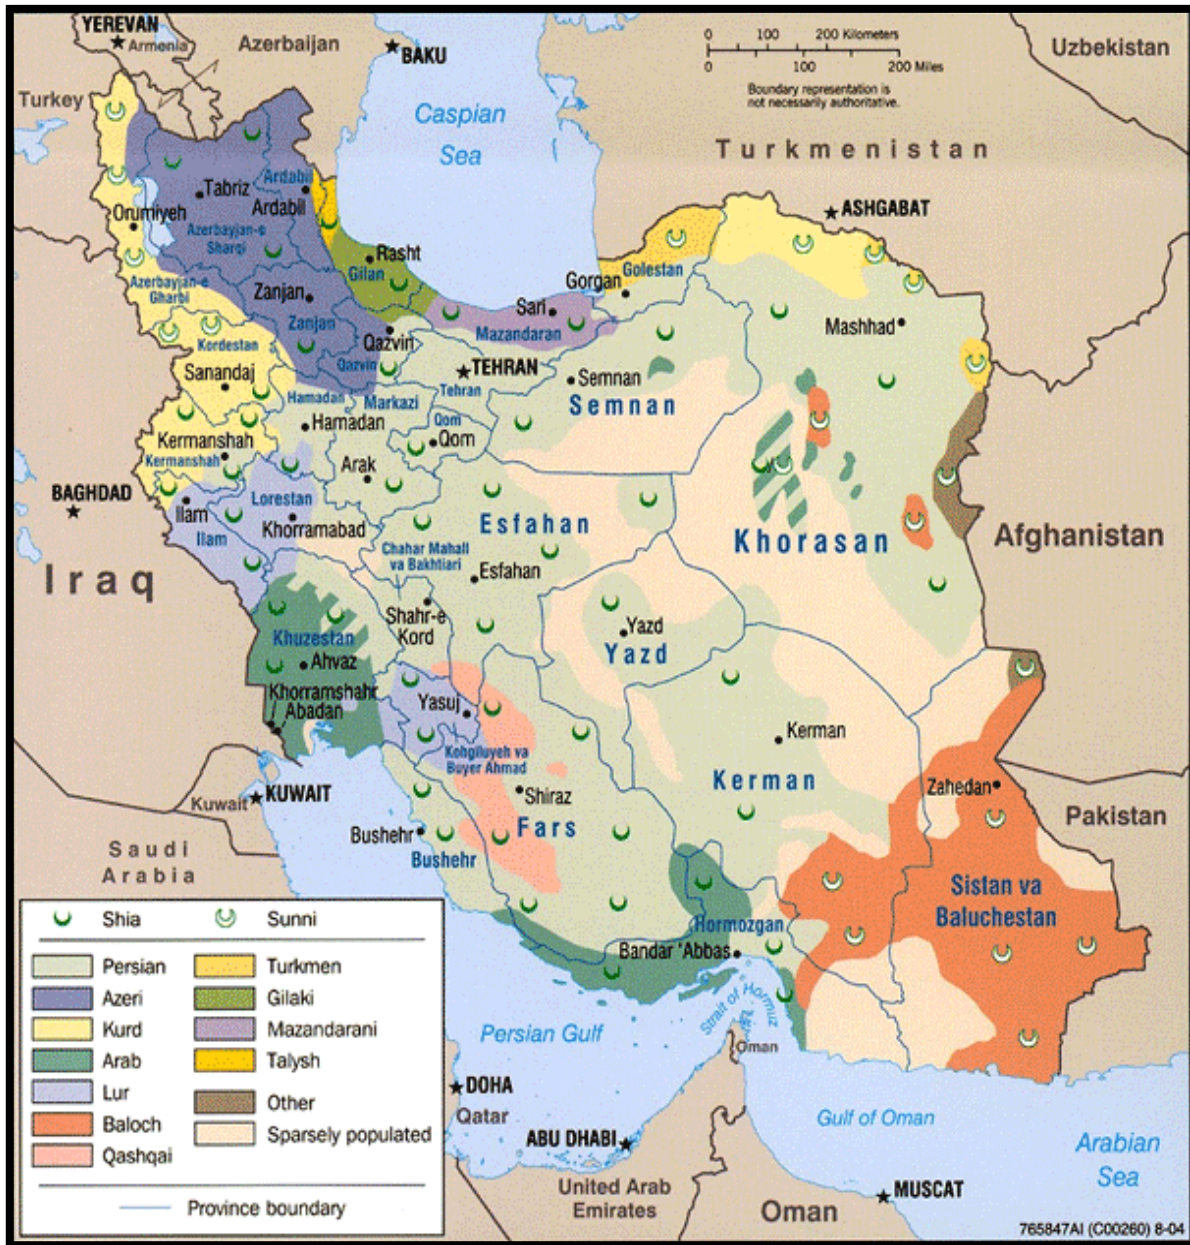 YEREVAN
Armenia
Azerbaijan
BAKU
0 100 200 Kilometers
0 100 200 Miles
Boundary representation is
not necessarily authoritative.
Uzbekistan
Turkey
Caspian
Sea
Turkmenistan
Ardabil
Tabriz
Ardabil
Orumiyeh
Azerbayjan-e
Sharqi
ASHGABAT
Rasht
Gilan
Golestan
Gorgan
Azerbayjan-e
Gharbi
Zanjan
Zanjan
Sari
Mazandaran
Mashhad
Kordestan
Qazvin
Qazvin
TEHRAN
Tehran
Sanandaj
Semnan
Semnan
Hamadan
Markazi
Hamadan
Qom
Qom
Kermanshah
Kermanshah
Arak
BAGHDAD
Ilam
Lorestan
Khorramabad
Ilam
Esfahan
Khorasan
Afghanistan
Chahar Mahall
va Bakhtiari
Esfahan
Iraq
Shahr-e
Kord
Khuzestan
Yazd
Yazd
Ahvaz
Khorramshahr
Abadan
Yasuj
Kohgiluyeh va
Buyer Ahmad
Kerman
Kerman
Zahedan
Kuwait
KUWAIT
Shiraz
Fars
Pakistan
Bushehr
Bushehr
Saudi
Arabia
Sistan va
Baluchestan
Hormozgan
Bandar 'Abbas
Strait of Hormuz
Persian Gulf
Oman
DOHA
Qatar
ABU DHABI
Gulf of Oman
Arabian
Sea
United Arab
Emirates
Oman
MUSCAT
Shia Sunni
Persian Turkmen
Azeri Gilaki
Kurd Mazandarani
Arab Talysh
Lur Other
Baloch Sparsely populated
Qashqai
Province boundary
765847AI (C00260) 8-04